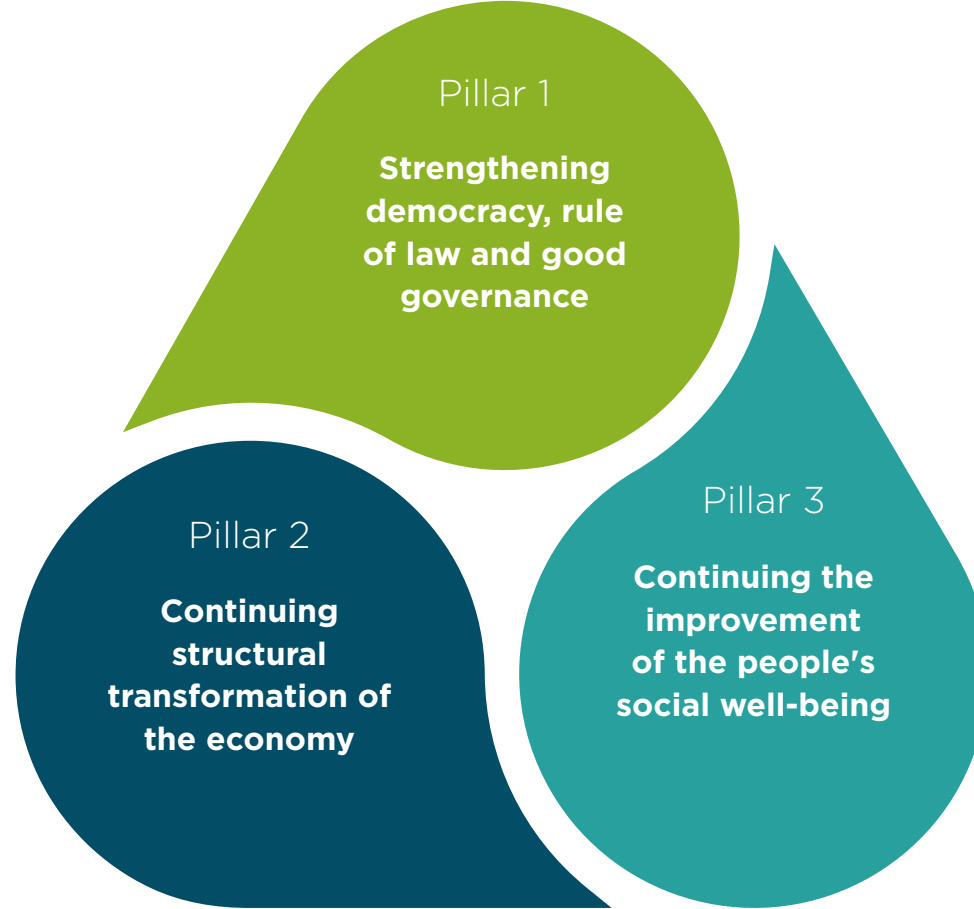 Pillar 1
Strengthening
democracy, rule
of law and good
governance
Pillar 2
Continuing
structural
transformation of
the economy
Pillar 3
Continuing the
improvement
of the people's
social well-being